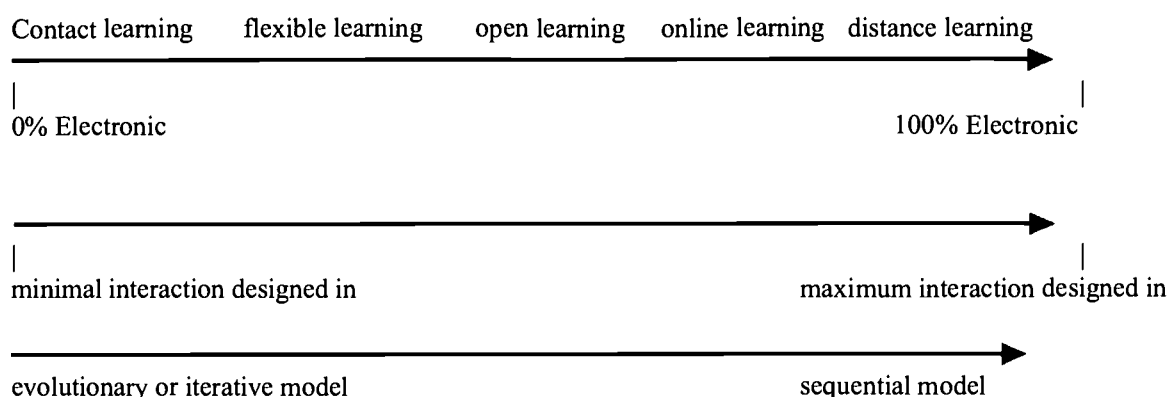 Contact learning flexible learning open learning online learning distance learning
0% Electronic 100% Electronic
minimal interaction designed in maximum interaction designed in
evolutionary or iterative model sequential model